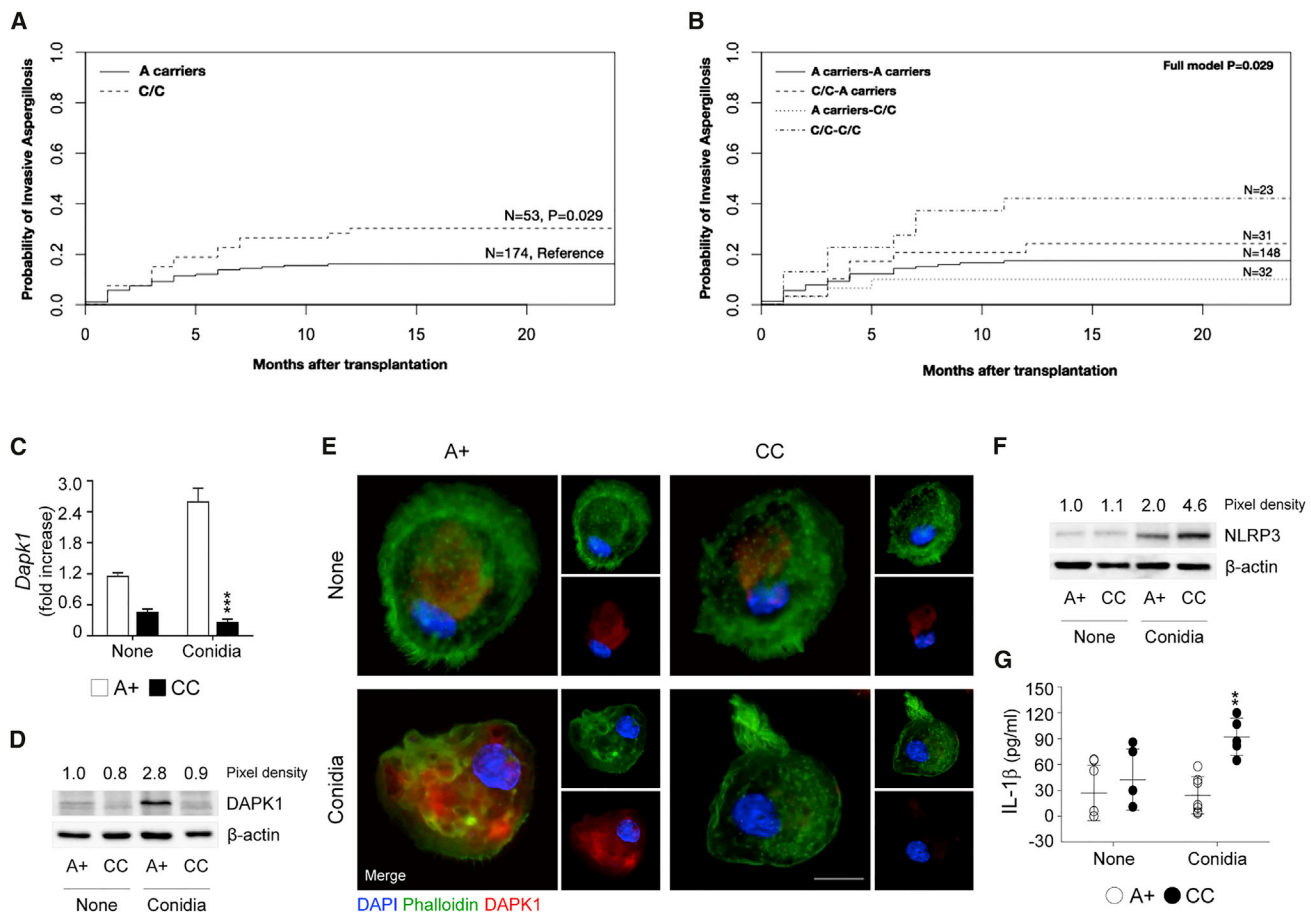 A
Probability of Invasive Aspergillosis
1.0
0.8
0.6
0.4
0.2
0.0
A carriers
C/C
N=53, P=0.029
N=174, Reference
0 5 10 15 20
Months after transplantation
B
Probability of Invasive Aspergillosis
1.0
0.8
0.6
0.4
0.2
0.0
A carriers-A carriers
C/C-A carriers
A carriers-C/C
C/C-C/C
Full model P=0.029
N=23
N=31
N=148
N=32
0 5 10 15 20
Months after transplantation
C
Dapk1
(fold increase)
3.0
2.4
1.8
1.2
0.6
0
***
None Conidia
A+ CC
D
1.0 0.8 2.8 0.9 Pixel density
DAPK1
β-actin
A+ CC A+ CC
None Conidia
E
A+ CC
None
Conidia
Merge
DAPI Phalloidin DAPK1
F
1.0 1.1 2.0 4.6 Pixel density
NLRP3
β-actin
A+ CC A+ CC
None Conidia
G
IL-1β (pg/ml)
150
120
90
60
30
0
-30
**
None Conidia
A+ CC